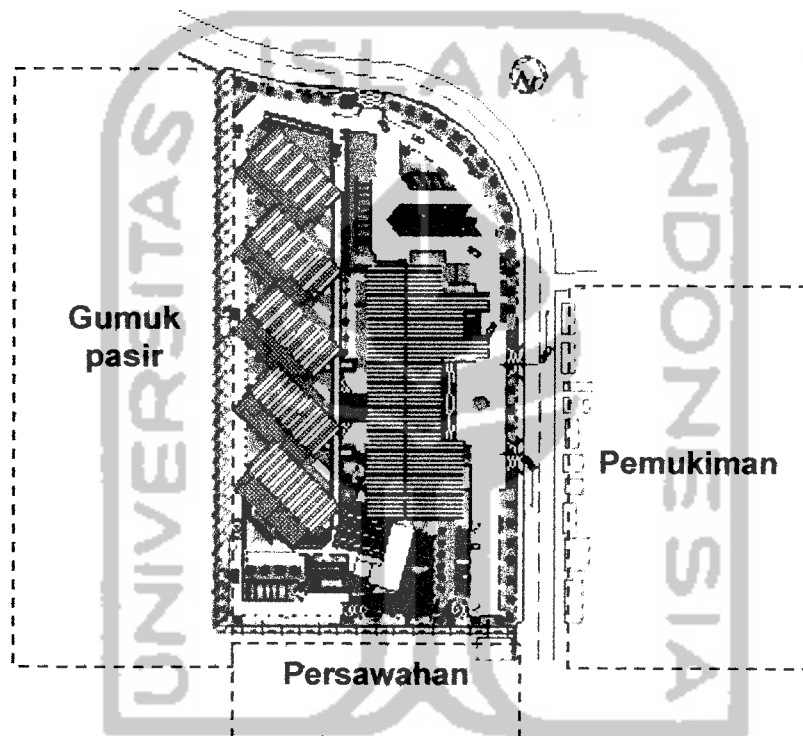 ISLAM
N
UNIVERSITAS
INDONESIA
Gumuk
pasir
Pemukiman
Persawahan